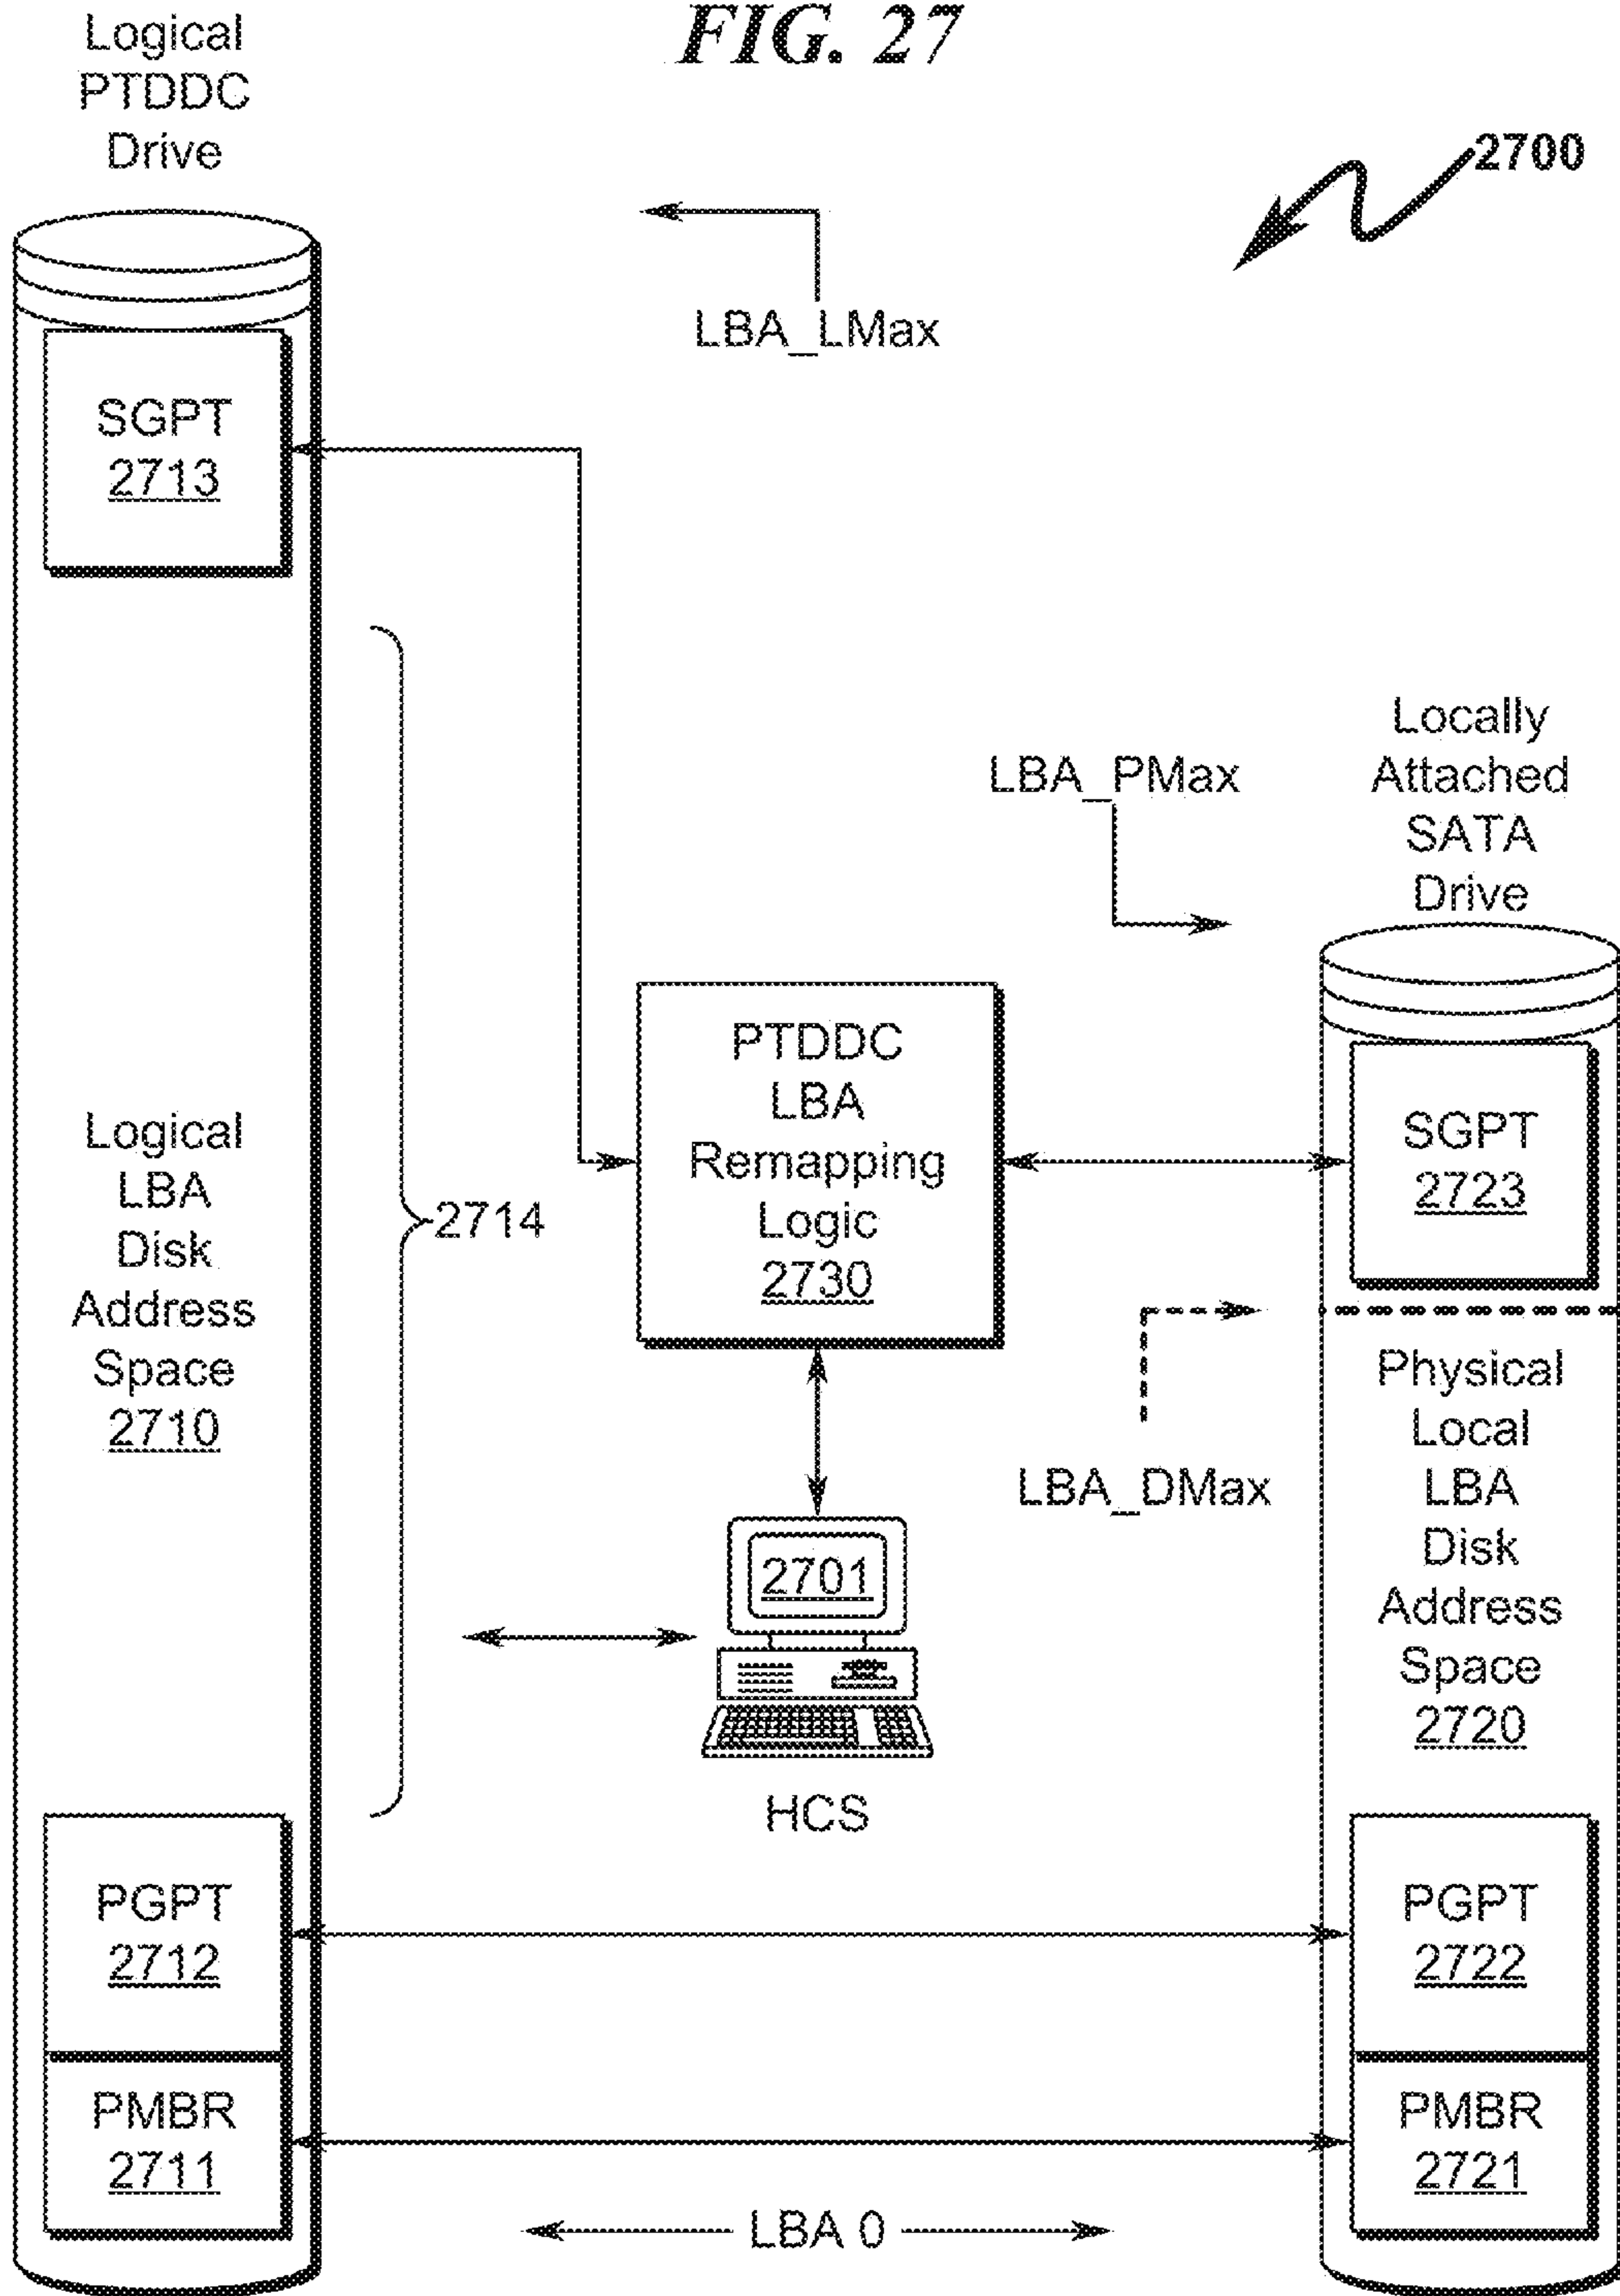 FIG. 27
Logical
PTDDC
Drive
2700
LBA_LMax
SGPT
2713
Locally
Attached
SATA
Drive
LBA_PMax
PTDDC
LBA
Remapping
Logic
2730
SGPT
2723
Logical
LBA
Disk
Address
Space
2710
2714
LBA_DMax
Physical
Local
LBA
Disk
Address
Space
2720
2701
HCS
PGPT
2712
PGPT
2722
PMBR
2711
PMBR
2721
LBA 0